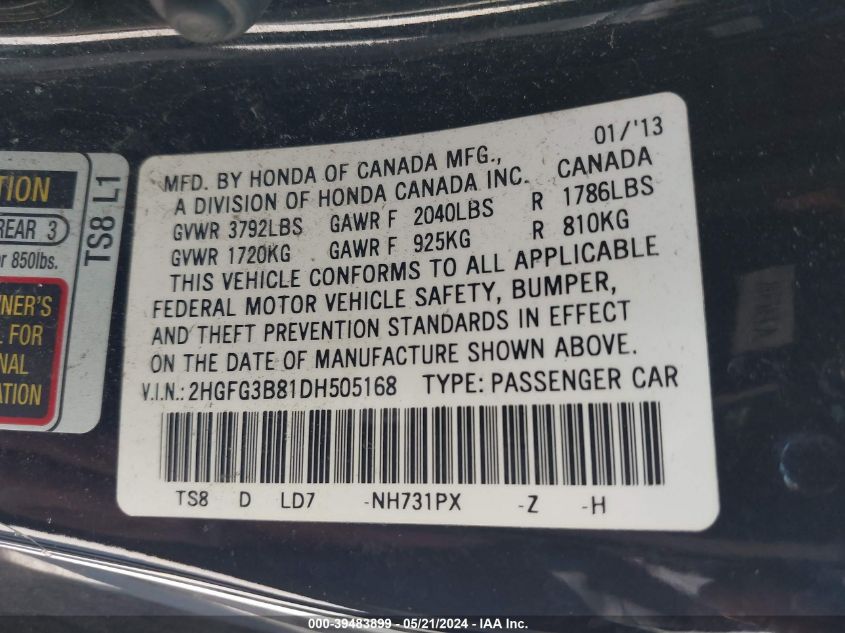 TION
REAR 3
or 850lbs.
NER'S
L FOR
NAL
ATION
TS8 L1
01/'13
MFD. BY HONDA OF CANADA MFG., CANADA
A DIVISION OF HONDA CANADA INC.
GVWR 3792LBS GAWR F 2040LBS R 1786LBS
GVWR 1720KG GAWR F 925KG R 810KG
THIS VEHICLE CONFORMS TO ALL APPLICABLE
FEDERAL MOTOR VEHICLE SAFETY, BUMPER,
AND THEFT PREVENTION STANDARDS IN EFFECT
ON THE DATE OF MANUFACTURE SHOWN ABOVE.
V.I.N.: 2HGFG3B81DH505168 TYPE: PASSENGER CAR
TS8 D LD7 -NH731PX -Z -H
000-39483899 - 05/21/2024 - IAA Inc.